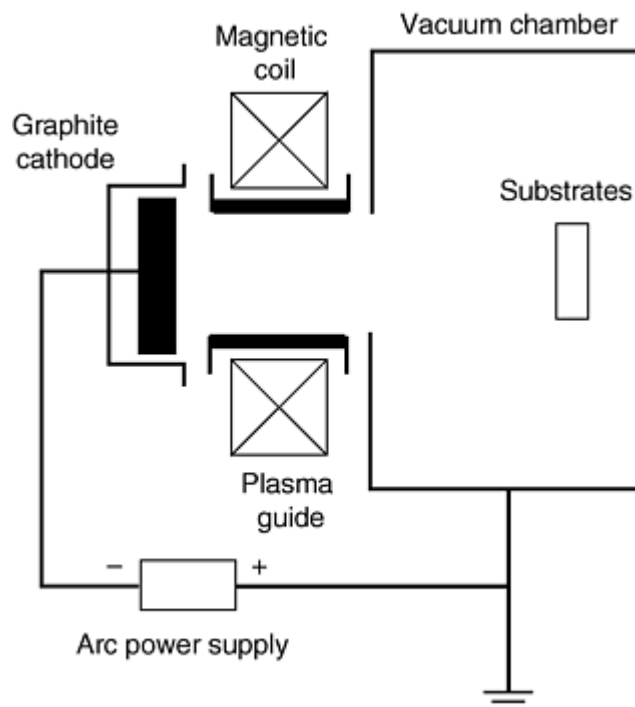 Magnetic
coil
Vacuum chamber
Graphite
cathode
Substrates
Plasma
guide
− +
Arc power supply